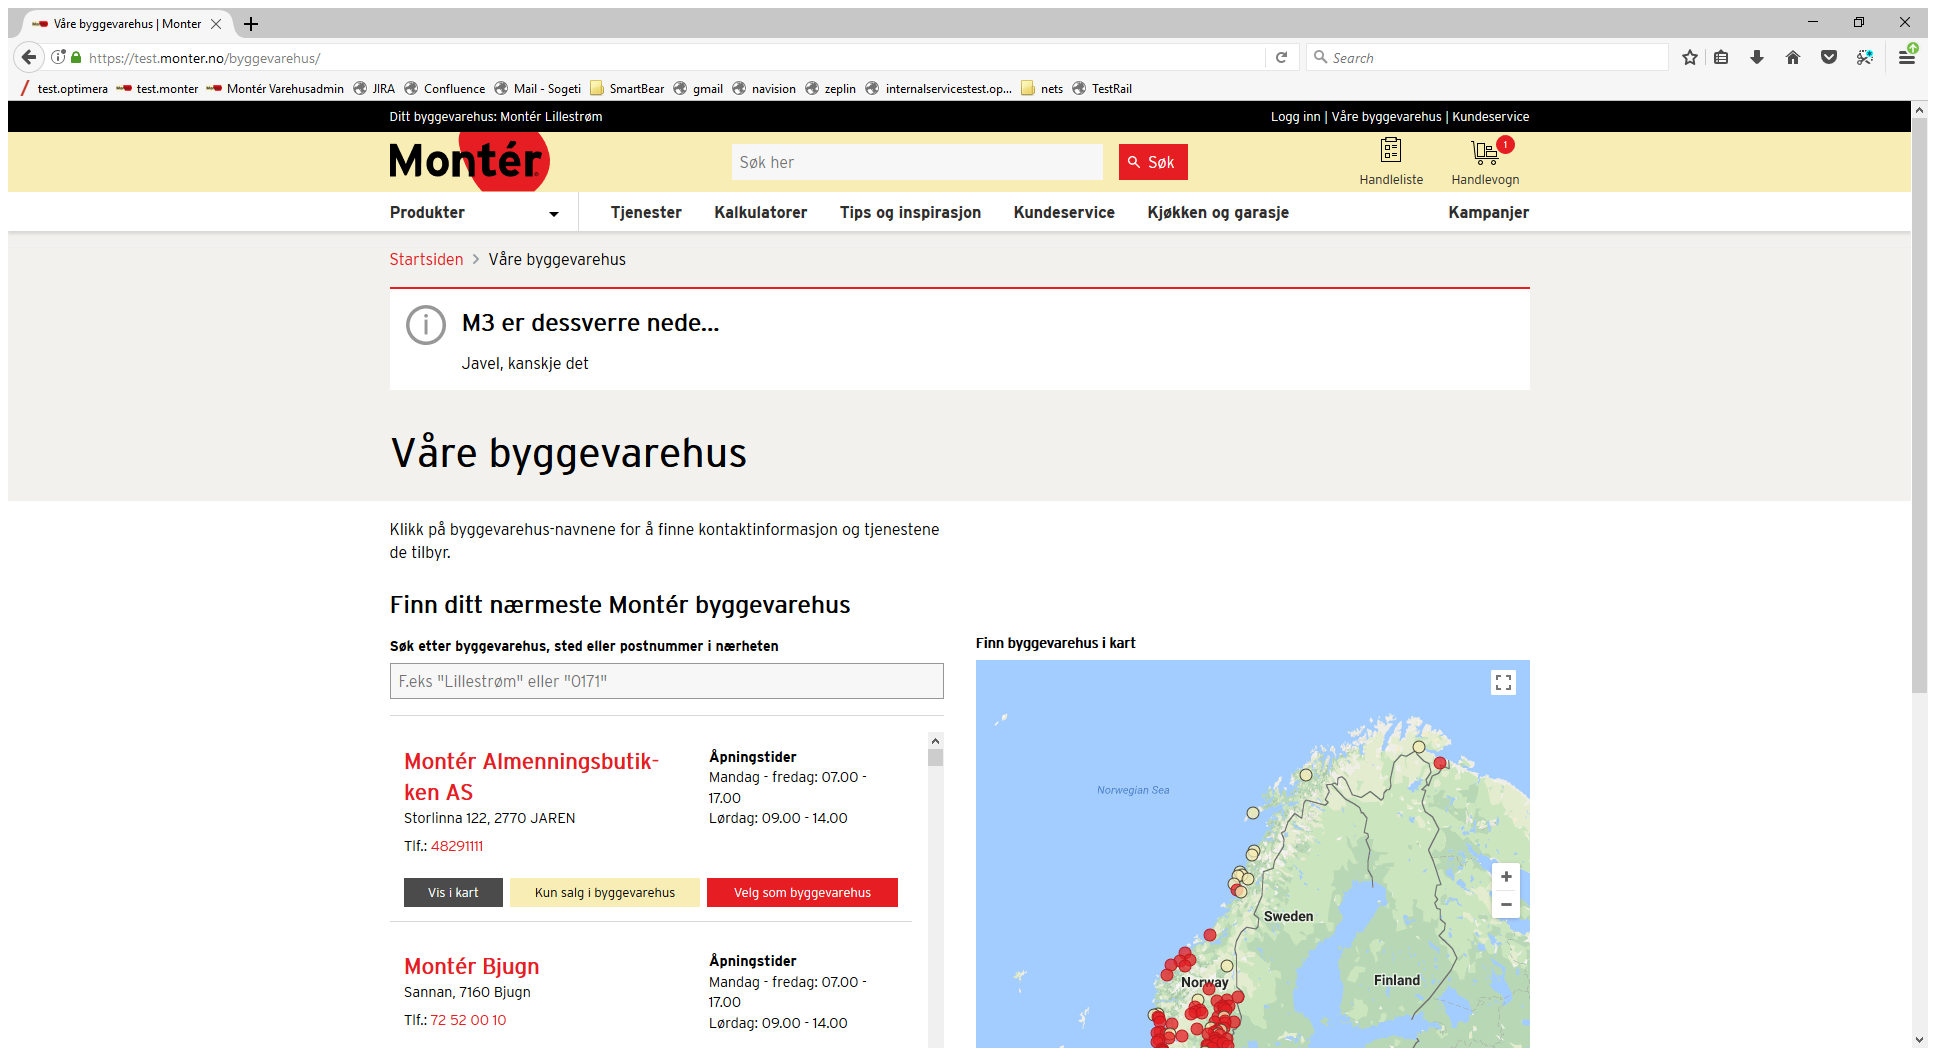 Våre byggevarehus | Monter
https://test.monter.no/byggevarehus/
Search
test.optimera test.monter Montér Varehusadmin JIRA Confluence Mail - Sogeti SmartBear gmail navision zeplin internalservicestest.op... nets TestRail
Ditt byggevarehus: Montér Lillestrøm
Logg inn | Våre byggevarehus | Kundeservice
Montér
Søk her
Søk
1
Handleliste
Handlevogn
Produkter Tjenester Kalkulatorer Tips og inspirasjon Kundeservice Kjøkken og garasje Kampanjer
Startsiden > Våre byggevarehus
M3 er dessverre nede...
Javel, kanskje det
Våre byggevarehus
Klikk på byggevarehus-navnene for å finne kontaktinformasjon og tjenestene
de tilbyr.
Finn ditt nærmeste Montér byggevarehus
Søk etter byggevarehus, sted eller postnummer i nærheten
F.eks "Lillestrøm" eller "0171"
Montér Almenningsbutik-
ken AS
Storlinna 122, 2770 JAREN
Tlf.: 48291111
Åpningstider
Mandag - fredag: 07.00 -
17.00
Lørdag: 09.00 - 14.00
Vis i kart
Kun salg i byggevarehus
Velg som byggevarehus
Montér Bjugn
Sannan, 7160 Bjugn
Tlf.: 72 52 00 10
Åpningstider
Mandag - fredag: 07.00 -
17.00
Lørdag: 09.00 - 14.00
Finn byggevarehus i kart
Norwegian Sea
Sweden
Norway
Finland